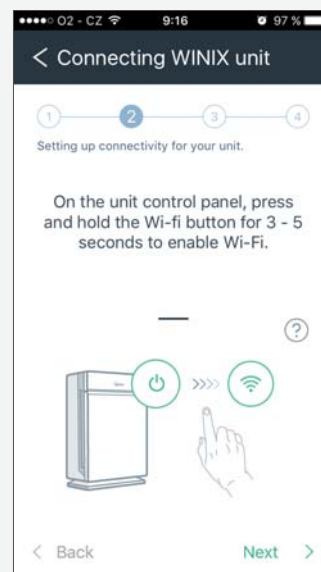 O2 - CZ 9:16 97 %
Connecting WINIX unit
1 2 3 4
Setting up connectivity for your unit.
On the unit control panel, press
and hold the Wi-fi button for 3 - 5
seconds to enable Wi-Fi.
?
Back Next